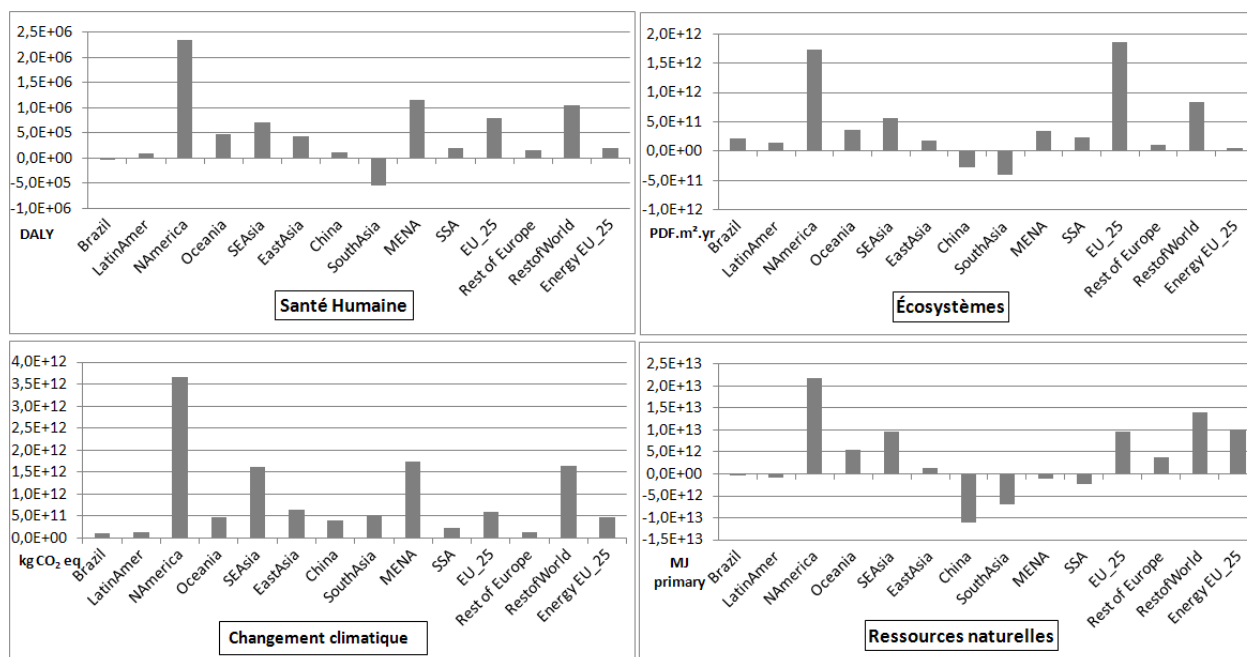 2,5E+06
2,0E+06
1,5E+06
1,0E+06
5,0E+05
0,0E+00
-5,0E+05
-1,0E+06
DALY
Brazil
LatinAmer
NAmerica
Oceania
SEAsia
EastAsia
China
SouthAsia
MENA
SSA
EU_25
Rest of Europe
RestofWorld
Energy EU_25
Santé Humaine
2,0E+12
1,5E+12
1,0E+12
5,0E+11
0,0E+00
-5,0E+11
-1,0E+12
PDF.m².yr
Brazil
LatinAmer
NAmerica
Oceania
SEAsia
EastAsia
China
SouthAsia
MENA
SSA
EU_25
Rest of Europe
RestofWorld
Energy EU_25
Écosystèmes
4,0E+12
3,5E+12
3,0E+12
2,5E+12
2,0E+12
1,5E+12
1,0E+12
5,0E+11
0,0E+00
kg CO₂ eq
Brazil
LatinAmer
NAmerica
Oceania
SEAsia
EastAsia
China
SouthAsia
MENA
SSA
EU_25
Rest of Europe
RestofWorld
Energy EU_25
Changement climatique
2,5E+13
2,0E+13
1,5E+13
1,0E+13
5,0E+12
0,0E+00
-5,0E+12
-1,0E+13
-1,5E+13
MJ
primary
Brazil
LatinAmer
NAmerica
Oceania
SEAsia
EastAsia
China
SouthAsia
MENA
SSA
EU_25
Rest of Europe
RestofWorld
Energy EU_25
Ressources naturelles